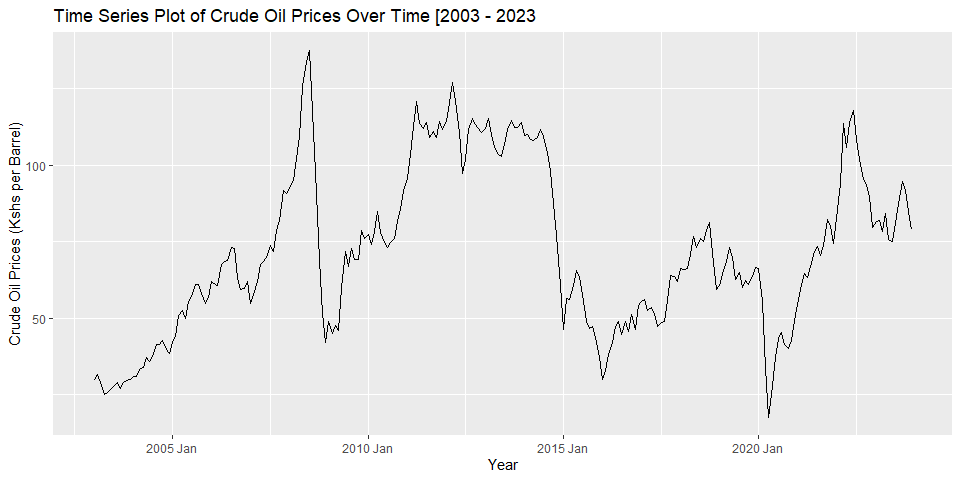 Time Series Plot of Crude Oil Prices Over Time [2003 - 2023
Crude Oil Prices (Kshs per Barrel)
100
50
2005 Jan
2010 Jan
2015 Jan
2020 Jan
Year